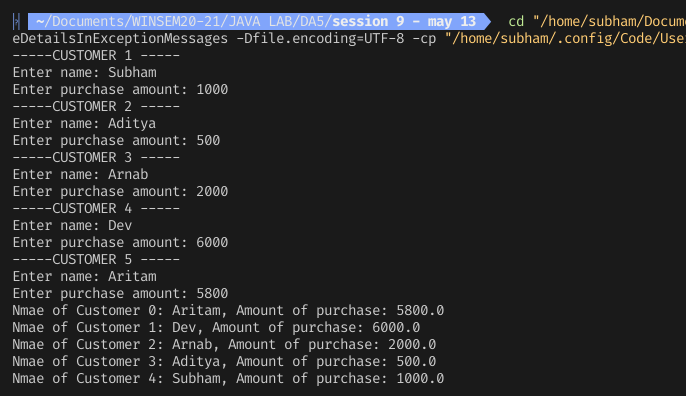 ~/Documents/WINSEM20-21/JAVA LAB/DA5/session 9 - may 13 cd "/home/subham/Docume
eDetailsInExceptionMessages -Dfile.encoding=UTF-8 -cp "/home/subham/.config/Code/Use
-----CUSTOMER 1 -----
Enter name: Subham
Enter purchase amount: 1000
-----CUSTOMER 2 -----
Enter name: Aditya
Enter purchase amount: 500
-----CUSTOMER 3 -----
Enter name: Arnab
Enter purchase amount: 2000
-----CUSTOMER 4 -----
Enter name: Dev
Enter purchase amount: 6000
-----CUSTOMER 5 -----
Enter name: Aritam
Enter purchase amount: 5800
Nmae of Customer 0: Aritam, Amount of purchase: 5800.0
Nmae of Customer 1: Dev, Amount of purchase: 6000.0
Nmae of Customer 2: Arnab, Amount of purchase: 2000.0
Nmae of Customer 3: Aditya, Amount of purchase: 500.0
Nmae of Customer 4: Subham, Amount of purchase: 1000.0